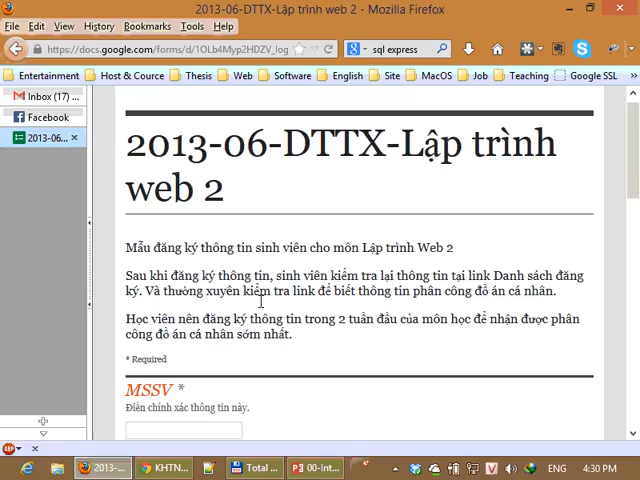 2013-06-DTTX-Lập trình web 2 - Mozilla Firefox
File Edit View History Bookmarks Tools Help
https://docs.google.com/forms/d/1OLb4Myp2HDZV_log
sql express
Entertainment Host & Cource Thesis Web Software English Site MacOS Job Teaching Google SSL
Inbox (17) ...
Facebook
2013-06...
2013-06-DTTX-Lập trình
web 2
Mẫu đăng ký thông tin sinh viên cho môn Lập trình Web 2
Sau khi đăng ký thông tin, sinh viên kiểm tra lại thông tin tại link Danh sách đăng
ký. Và thường xuyên kiểm tra link để biết thông tin phân công đồ án cá nhân.
Học viên nên đăng ký thông tin trong 2 tuần đầu của môn học để nhận được phân
công đồ án cá nhân sớm nhất.
* Required
MSSV *
Điền chính xác thông tin này.
ABP
2013-... KHTN... Total ... 00-Int... ENG 4:30 PM